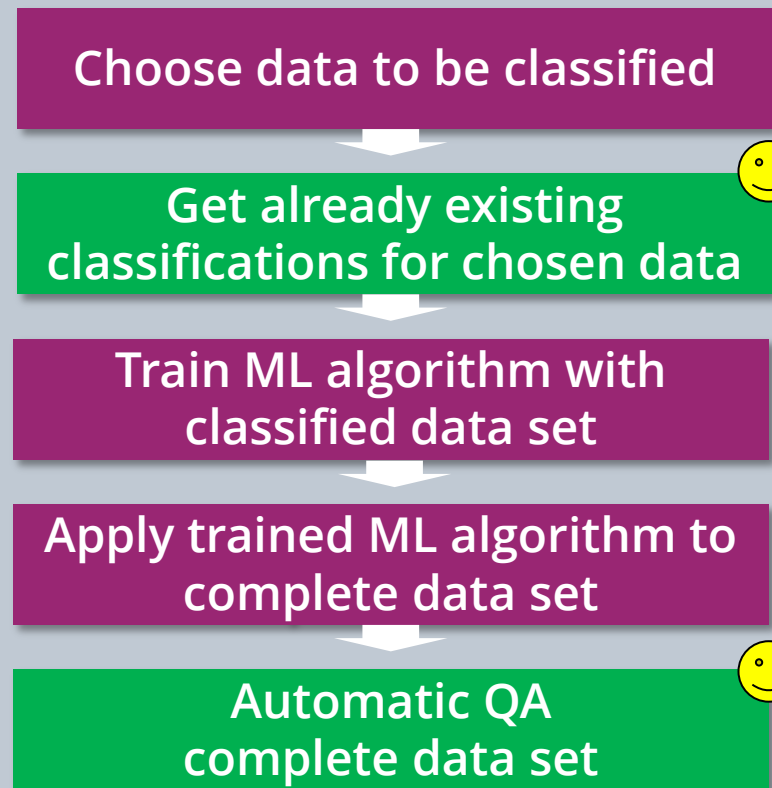 Choose data to be classified
Get already existing
classifications for chosen data
Train ML algorithm with
classified data set
Apply trained ML algorithm to
complete data set
Automatic QA
complete data set